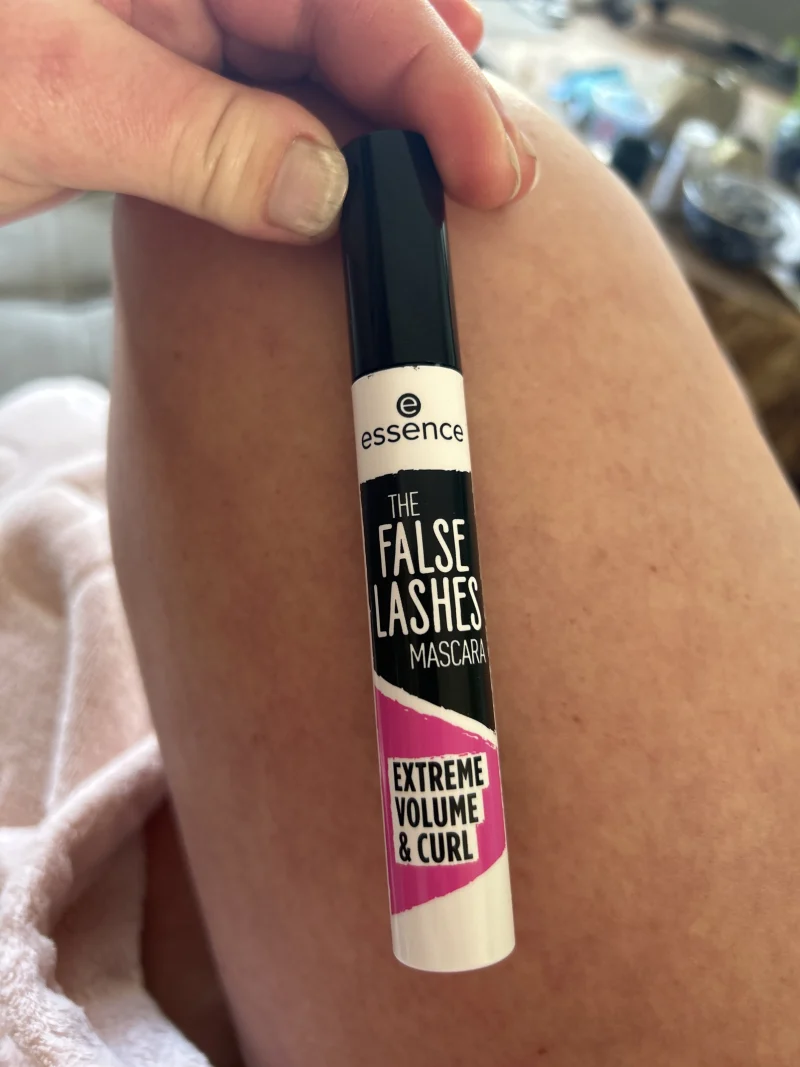 e
essence
THE
FALSE
LASHES
MASCARA
EXTREME
VOLUME
& CURL